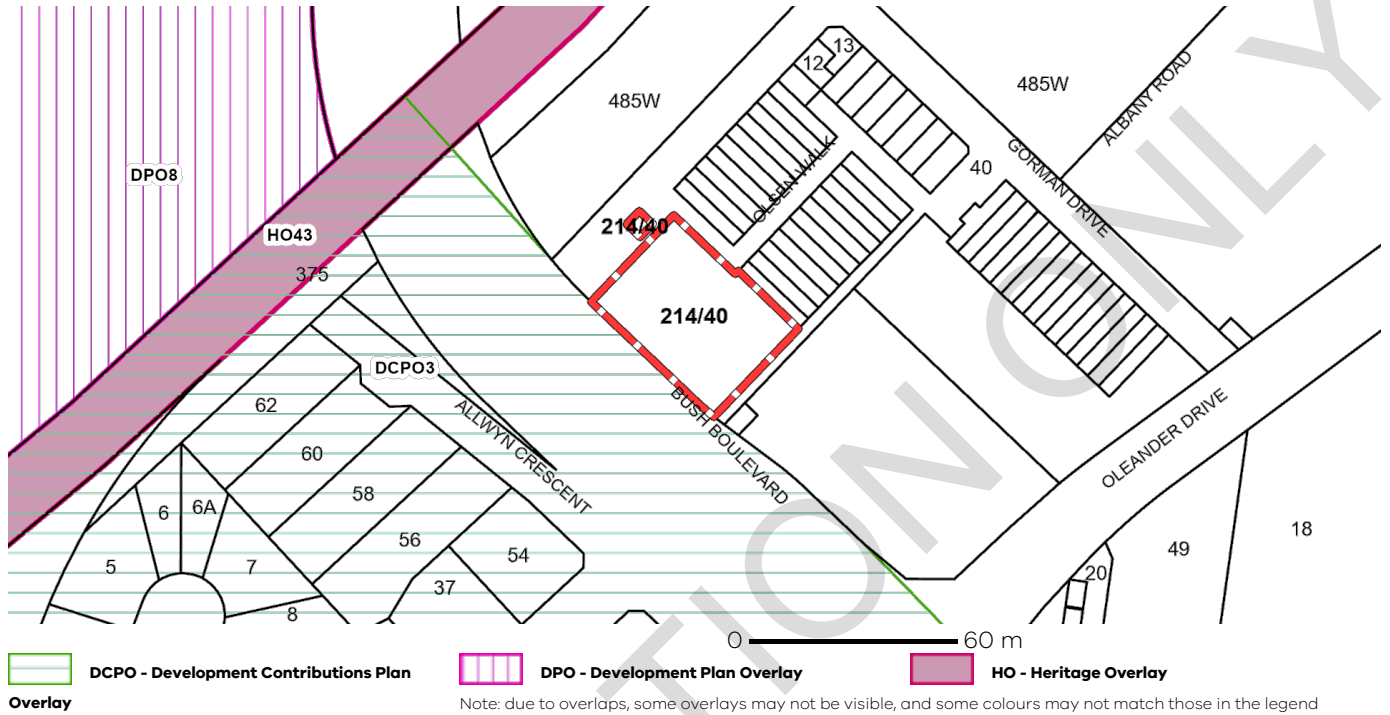 13
12
485W
485W
ALBANY ROAD
DPO8
OLSEN WALK
40
GORMAN DRIVE
HO43
214/40
375
214/40
DCPO3
BUSH BOULEVARD
62
ALLWYN CRESCENT
OLEANDER DRIVE
60
58
6
6A
56
54
49
18
5
7
37
20
8
TION ONLY
0 60 m
DCPO - Development Contributions Plan Overlay
DPO - Development Plan Overlay
HO - Heritage Overlay
Note: due to overlaps, some overlays may not be visible, and some colours may not match those in the legend